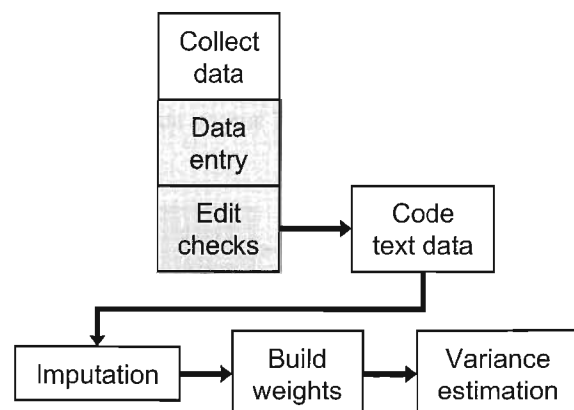 Collect
data
Data
entry
Edit
checks
Code
text data
Imputation
Build
weights
Variance
estimation